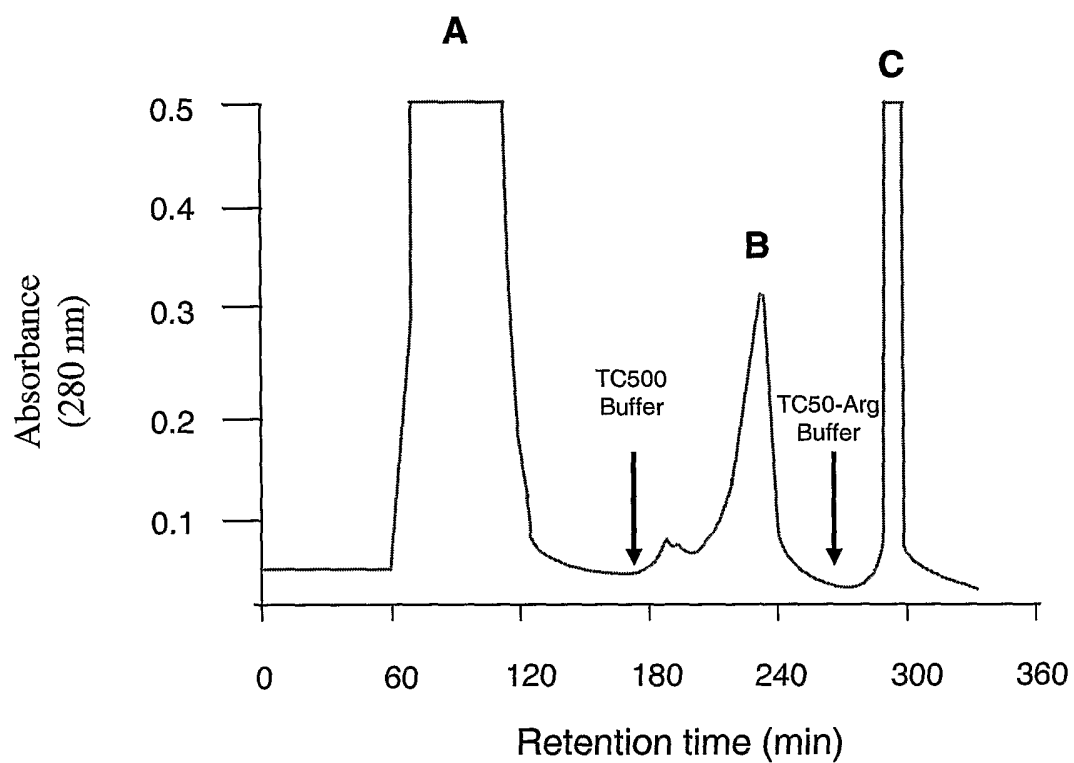 A
C
0.5
0.4
B
0.3
Absorbance
(280 nm)
TC500
Buffer
TC50-Arg
Buffer
0.2
0.1
0 60 120 180 240 300 360
Retention time (min)